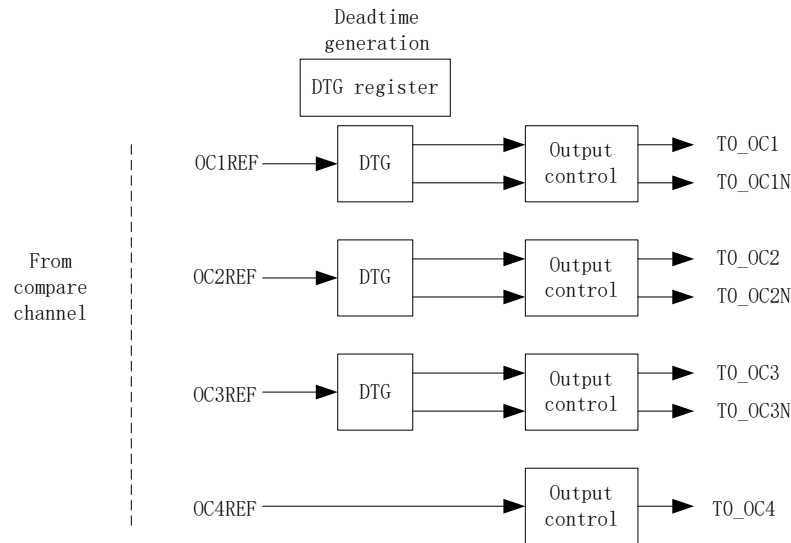 Deadtime
generation
DTG register
OC1REF
DTG
Output
control
TO_OC1
TO_OC1N
From
compare
channel
OC2REF
DTG
Output
control
TO_OC2
TO_OC2N
OC3REF
DTG
Output
control
TO_OC3
TO_OC3N
OC4REF
Output
control
TO_OC4